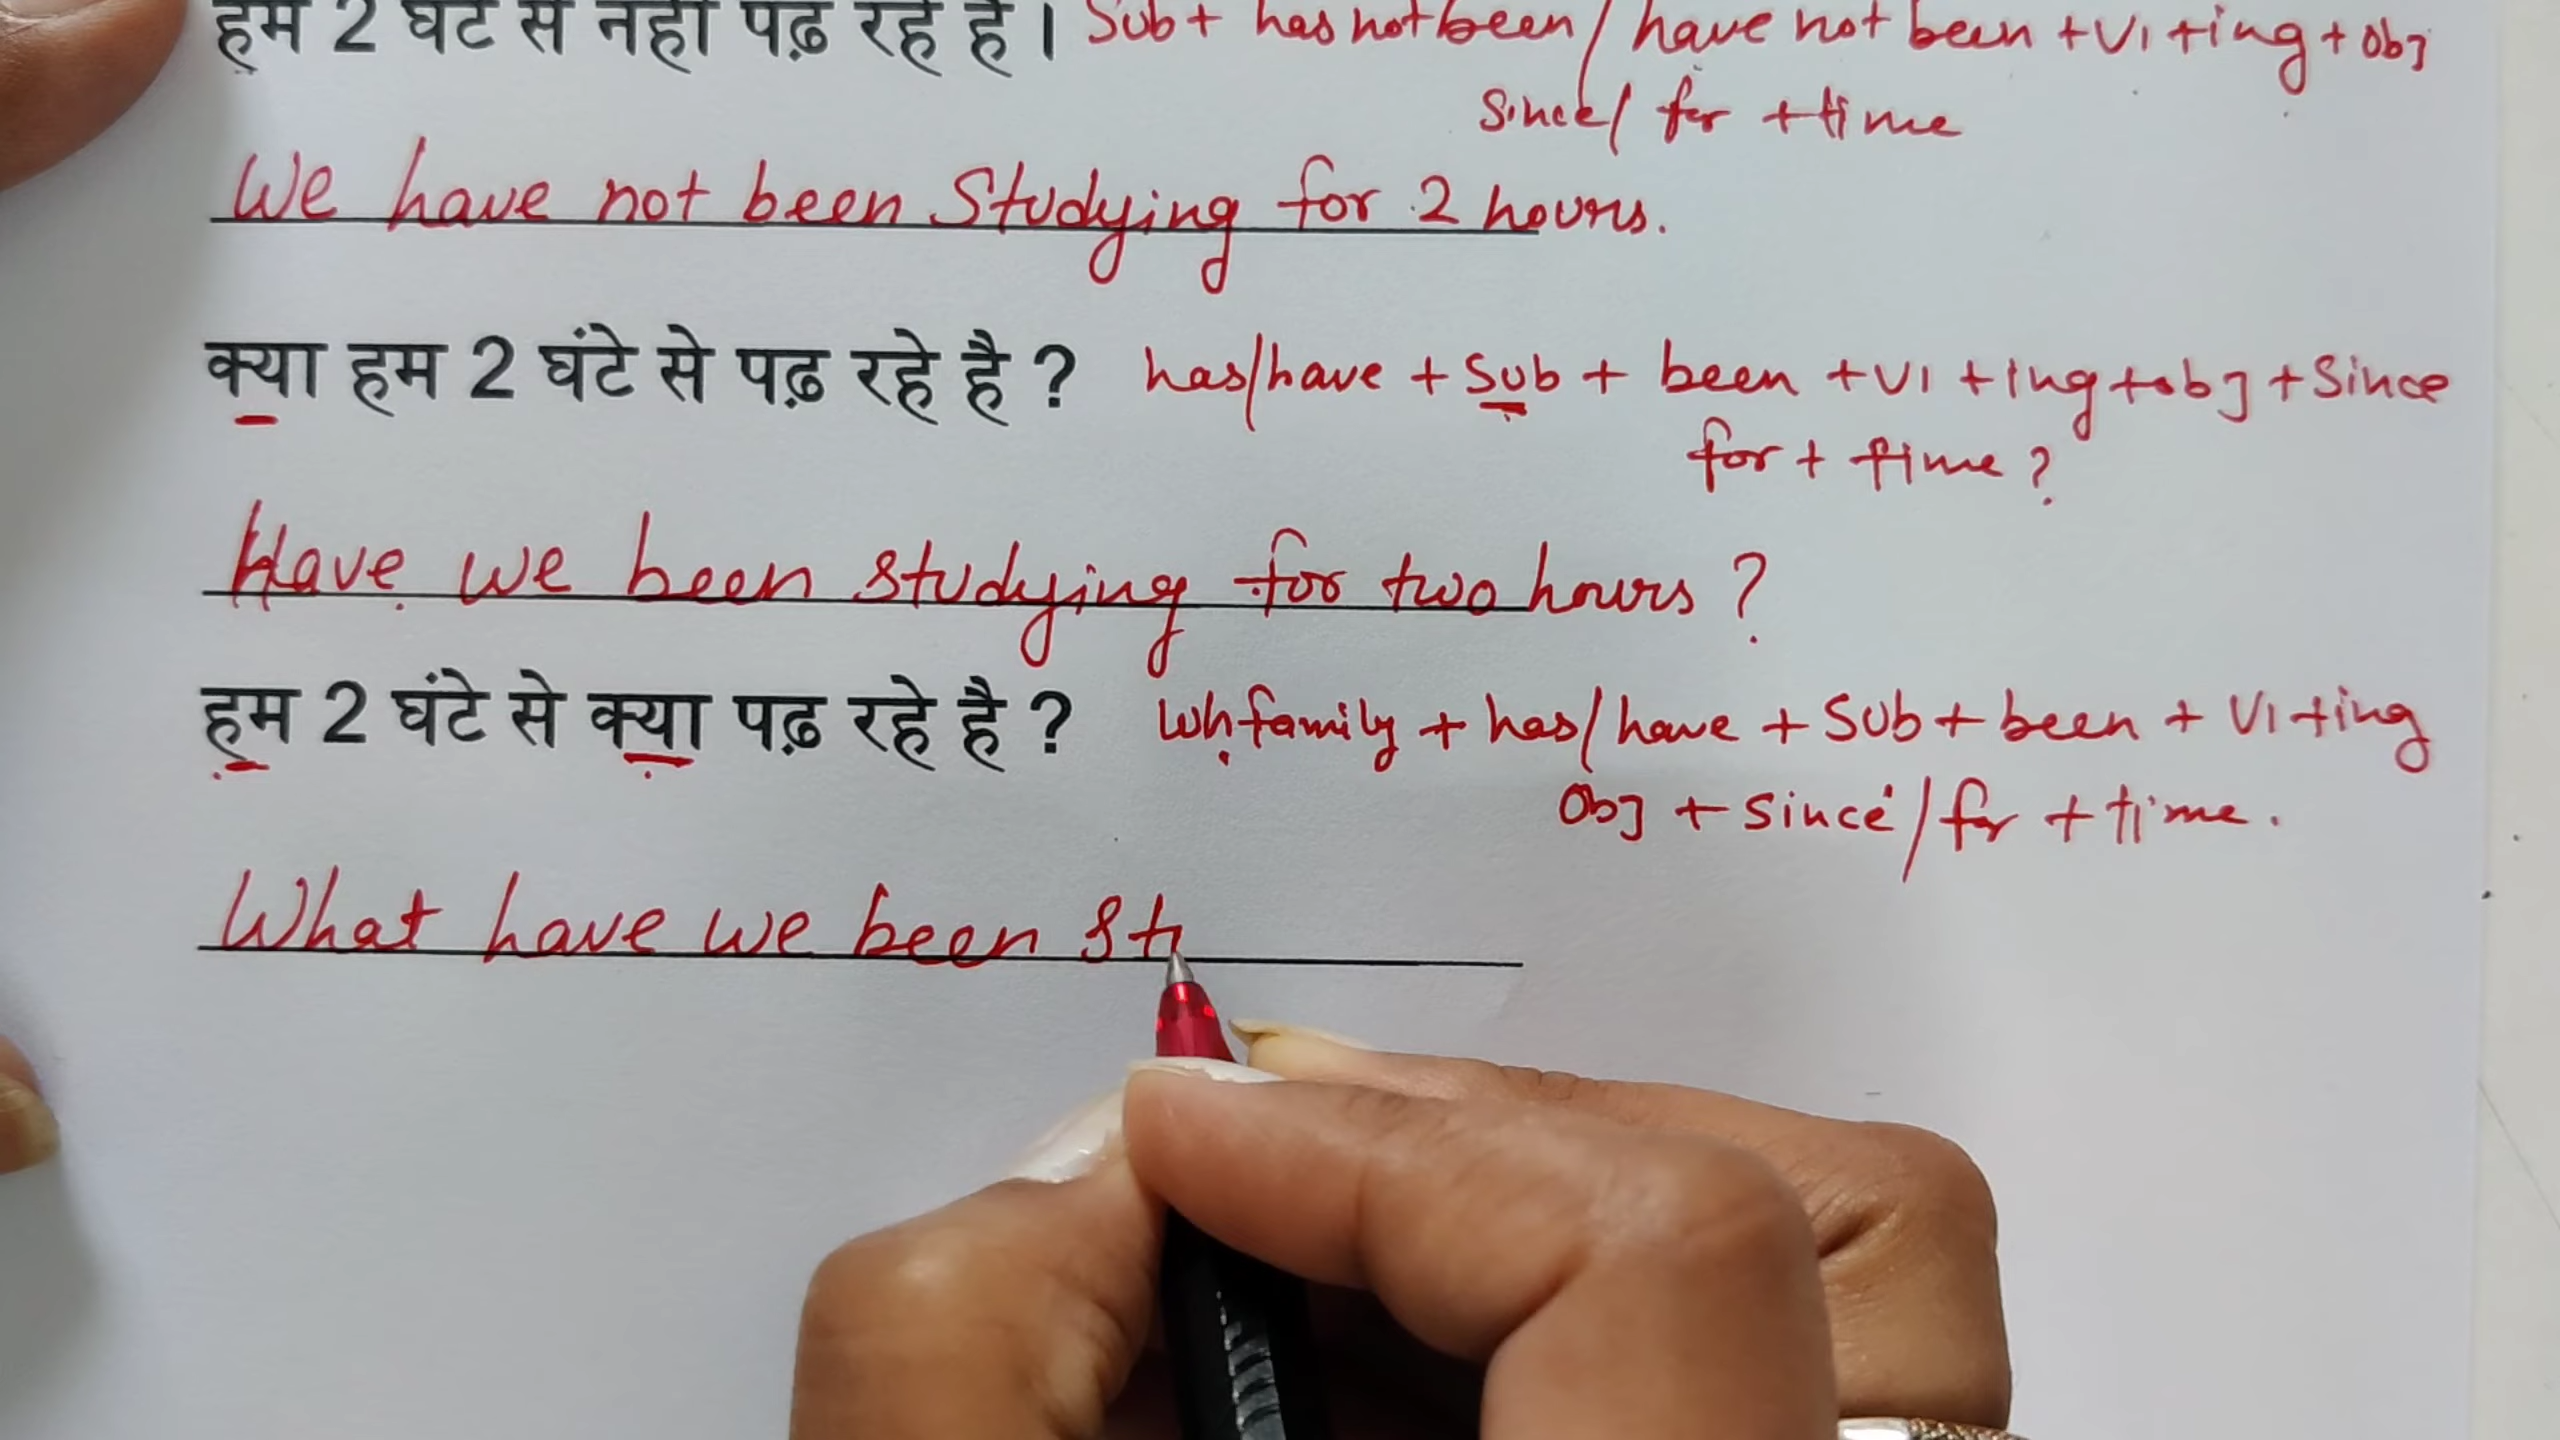 हम 2 घंटे से नहीं पढ़ रहे है । Sub + has not been / have not been + V1 + ing + obj
Since / for + time
We have not been Studying for 2 hours.
क्या हम 2 घंटे से पढ़ रहे है ? has/have + Sub + been + V1 + ing + obj + Since
for + time ?
Have we been studying for two hours ?
हम 2 घंटे से क्या पढ़ रहे है ? Wh family + has/have + Sub + been + V1 + ing
Obj + Since / for + time .
What have we been st